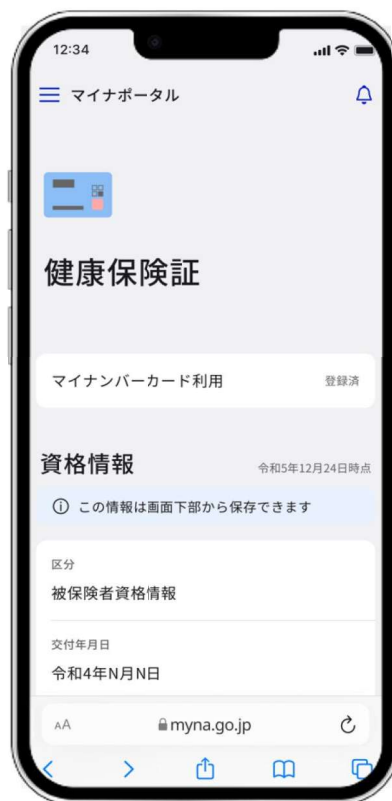 12:34
マイナポータル
健康保険証
マイナンバーカード利用 登録済
資格情報 令和5年12月24日時点
この情報は画面下部から保存できます
区分
被保険者資格情報
交付年月日
令和4年N月N日
AA myna.go.jp